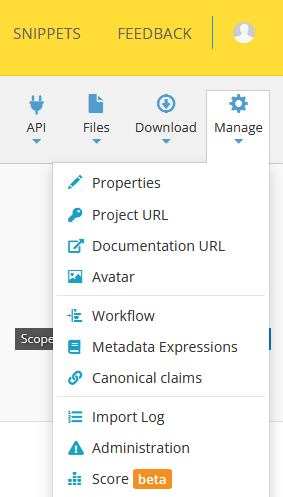 SNIPPETS FEEDBACK
API Files Download Manage
Properties
Project URL
Documentation URL
Avatar
Workflow
Scope
Metadata Expressions
Canonical claims
Import Log
Administration
Score beta